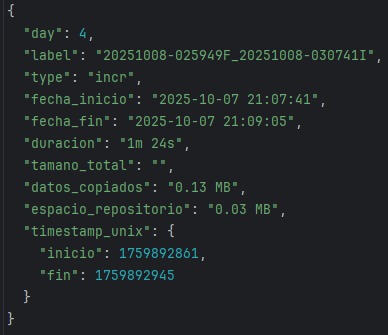 {
  "day": 4,
  "label": "20251008-025949F_20251008-030741I",
  "type": "incr",
  "fecha_inicio": "2025-10-07 21:07:41",
  "fecha_fin": "2025-10-07 21:09:05",
  "duracion": "1m 24s",
  "tamano_total": "",
  "datos_copiados": "0.13 MB",
  "espacio_repositorio": "0.03 MB",
  "timestamp_unix": {
    "inicio": 1759892861,
    "fin": 1759892945
  }
}